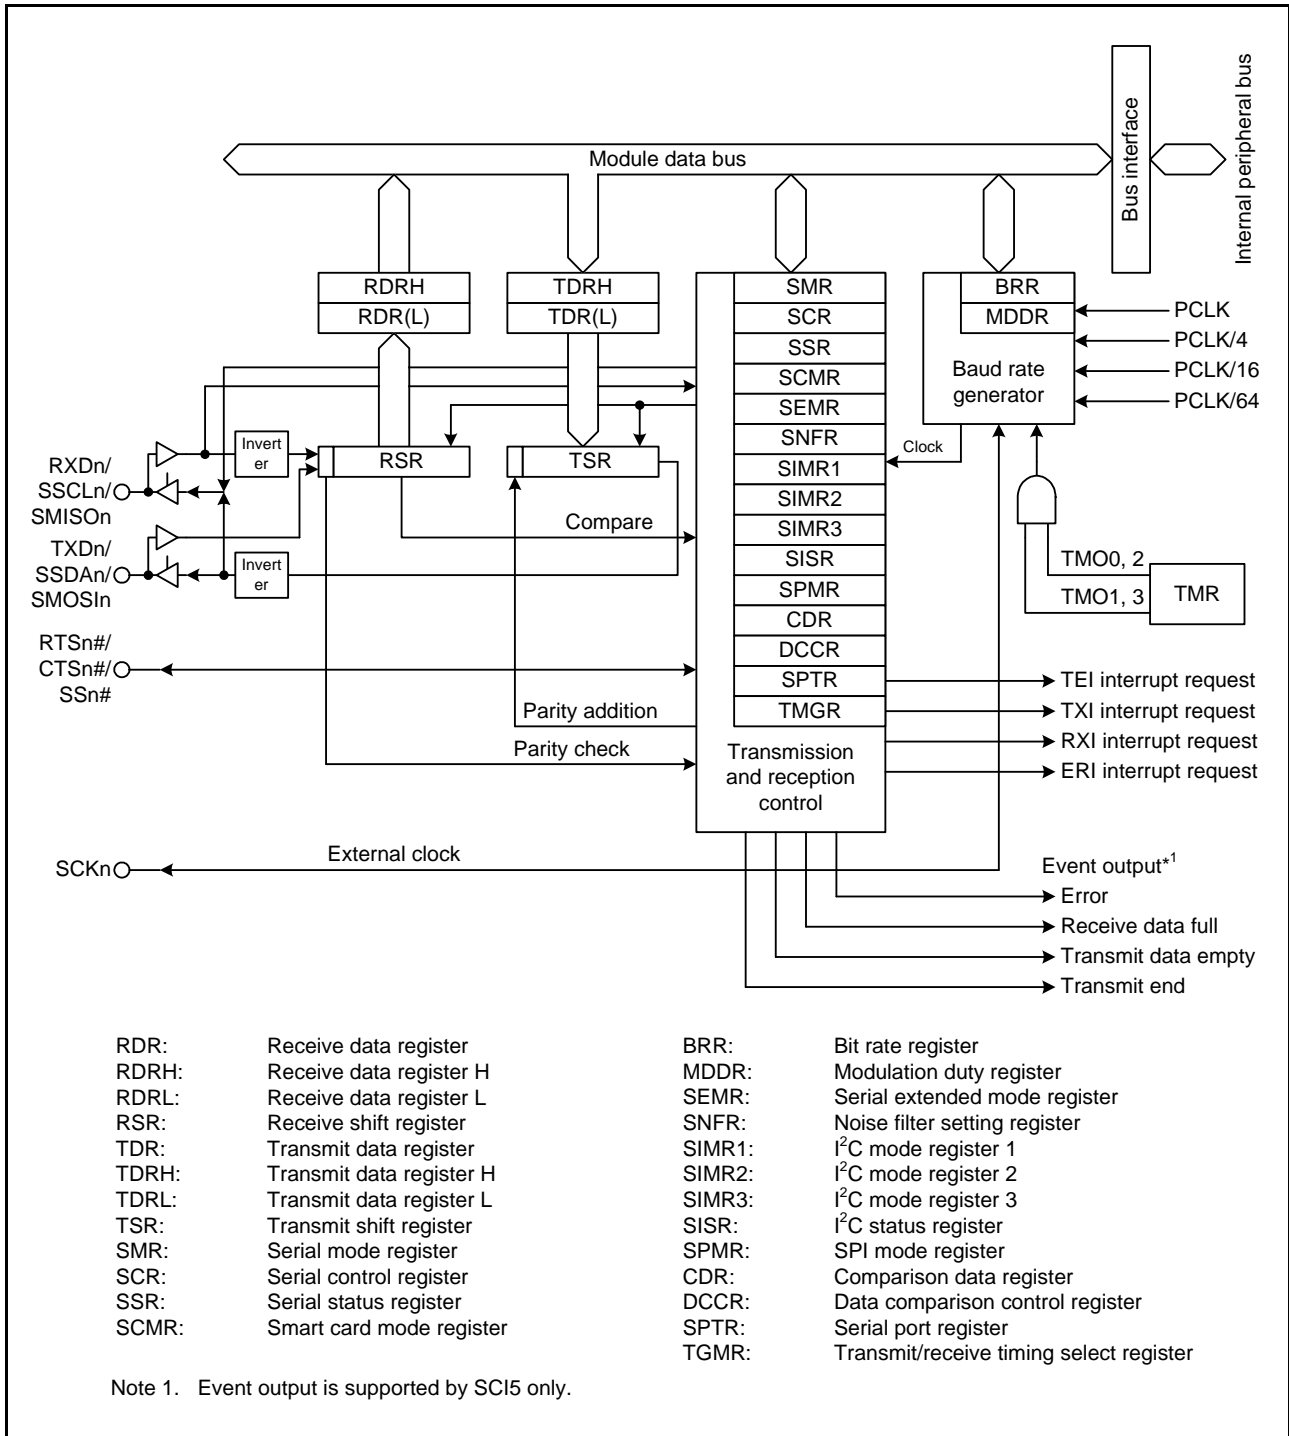 Internal peripheral bus
Bus interface
Module data bus
RDRH
RDR(L)
TDRH
TDR(L)
SMR
SCR
SSR
SCMR
SEMR
SNFR
SIMR1
SIMR2
SIMR3
SISR
SPMR
CDR
DCCR
SPTR
TMGR
Transmission
and reception
control
BRR
MDDR
Baud rate
generator
PCLK
PCLK/4
PCLK/16
PCLK/64
Clock
RXDn/
SSCLn/
SMISOn
Invert
er
RSR
TSR
Compare
TXDn/
SSDAn/
SMOSIn
Invert
er
TMO0, 2
TMO1, 3
TMR
RTSn#/
CTSn#/
SSn#
Parity addition
Parity check
TEI interrupt request
TXI interrupt request
RXI interrupt request
ERI interrupt request
SCKn
External clock
Event output*1
Error
Receive data full
Transmit data empty
Transmit end
RDR: Receive data register
RDRH: Receive data register H
RDRL: Receive data register L
RSR: Receive shift register
TDR: Transmit data register
TDRH: Transmit data register H
TDRL: Transmit data register L
TSR: Transmit shift register
SMR: Serial mode register
SCR: Serial control register
SSR: Serial status register
SCMR: Smart card mode register
BRR: Bit rate register
MDDR: Modulation duty register
SEMR: Serial extended mode register
SNFR: Noise filter setting register
SIMR1: I2C mode register 1
SIMR2: I2C mode register 2
SIMR3: I2C mode register 3
SISR: I2C status register
SPMR: SPI mode register
CDR: Comparison data register
DCCR: Data comparison control register
SPTR: Serial port register
TGMR: Transmit/receive timing select register
Note 1. Event output is supported by SCI5 only.